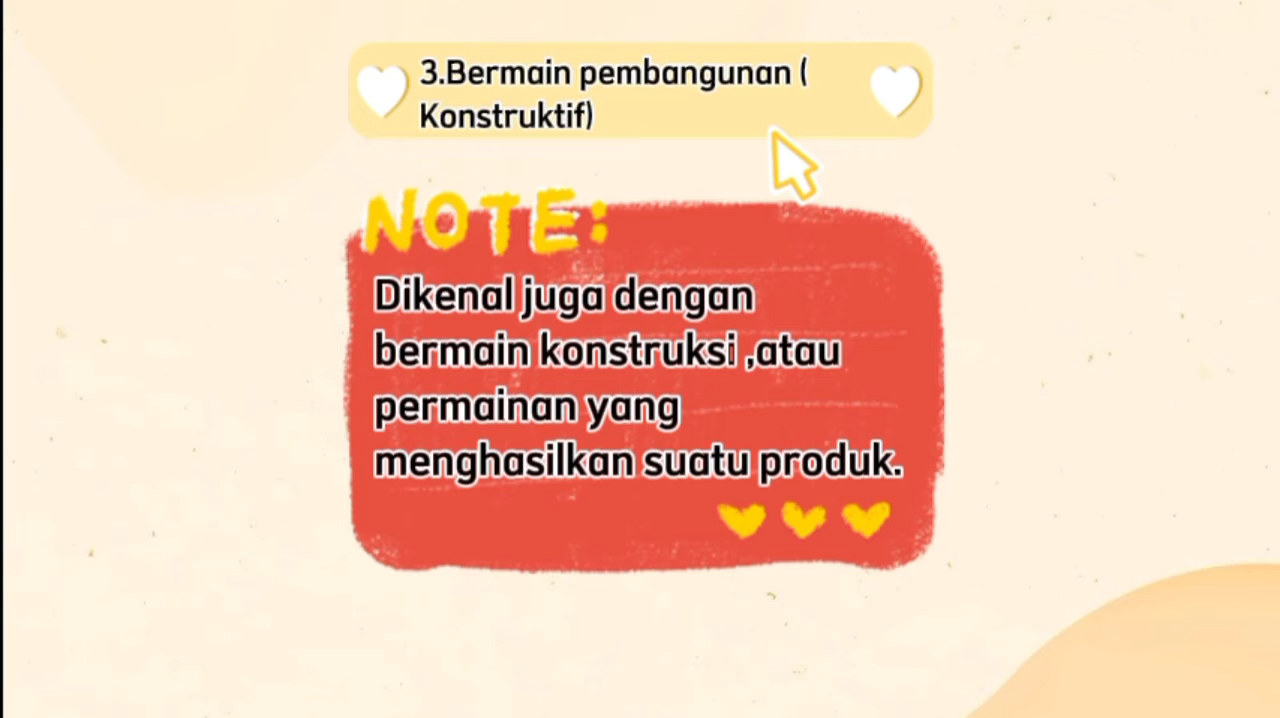 3.Bermain pembangunan (
Konstruktif)
NOTE:
Dikenal juga dengan
bermain konstruksi ,atau
permainan yang
menghasilkan suatu produk.